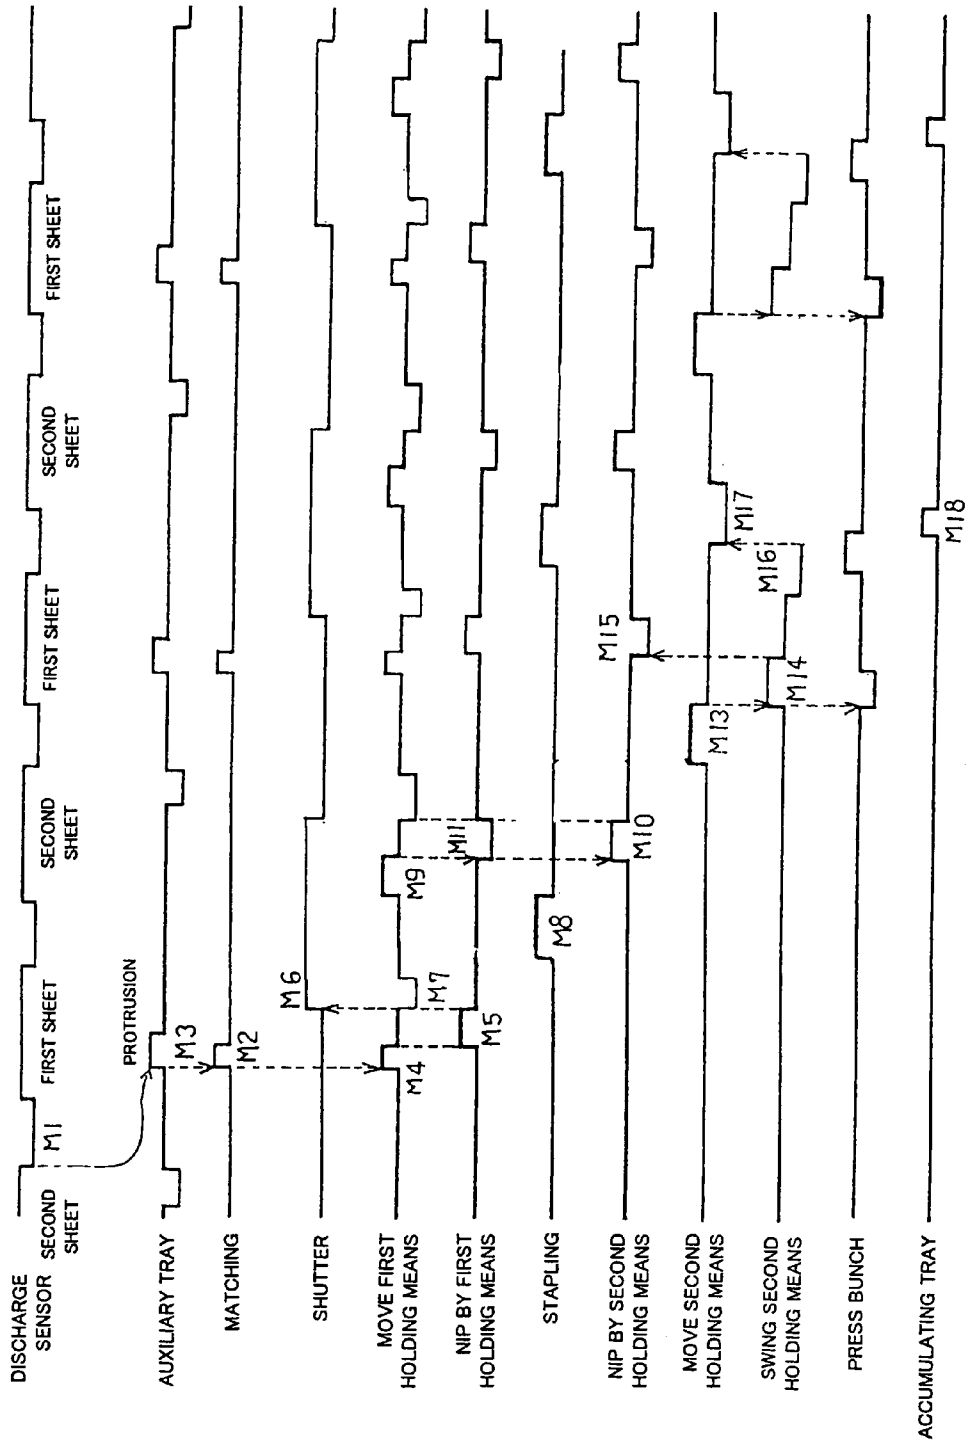 DISCHARGE
SENSOR
SECOND
SHEET
M1
FIRST SHEET
SECOND
SHEET
FIRST SHEET
SECOND
SHEET
FIRST SHEET
AUXILIARY TRAY
PROTRUSION
M3
MATCHING
M2
SHUTTER
M6
MOVE FIRST
HOLDING MEANS
M4
M7
M9
NIP BY FIRST
HOLDING MEANS
M5
M11
STAPLING
M8
NIP BY SECOND
HOLDING MEANS
M10
M15
MOVE SECOND
HOLDING MEANS
M13
M17
SWING SECOND
HOLDING MEANS
M14
M16
PRESS BUNCH
ACCUMULATING TRAY
M18